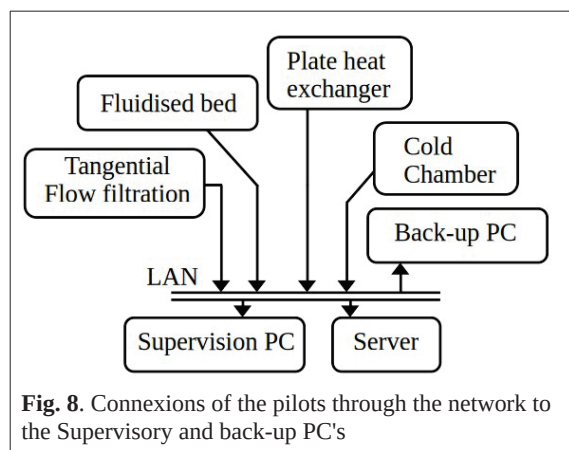 Plate heat
exchanger
Fluidised bed
Cold
Chamber
Tangential
Flow filtration
Back-up PC
LAN
Supervision PC
Server
Fig. 8. Connexions of the pilots through the network to
the Supervisory and back-up PC's